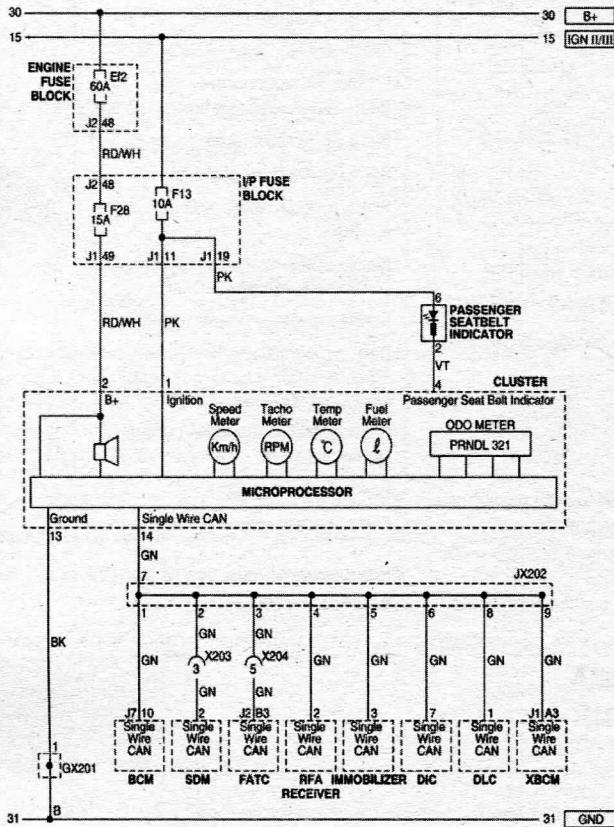 30 30 B+
15 15 IGN II/III
ENGINE FUSE BLOCK
Ef2
60A
J2 48
RD/WH
I/P FUSE BLOCK
J2 48
F28
15A
F13
10A
J1 49 J1 11 J1 19
PK
RD/WH PK
6
PASSENGER SEATBELT INDICATOR
2
VT
2 1 4
CLUSTER
B+ Ignition Passenger Seat Belt Indicator
Speed Meter Tacho Meter Temp Meter Fuel Meter
Km/h RPM °C ℓ
ODO METER
PRNDL 321
MICROPROCESSOR
Ground Single Wire CAN
13 14
GN
7 JX202
1 2 3 4 5 6 8 9
BK
GN GN
X203 X204
3 5
GN GN GN GN GN GN
GN GN
J7 10 2 J2 B3 2 3 7 1 J1 A3
Single Wire CAN Single Wire CAN Single Wire CAN Single Wire CAN Single Wire CAN Single Wire CAN Single Wire CAN Single Wire CAN
BCM SDM FATC RFA RECEIVER IMMOBILIZER DIC DLC XBCM
1
GX201
B
31 31 GND